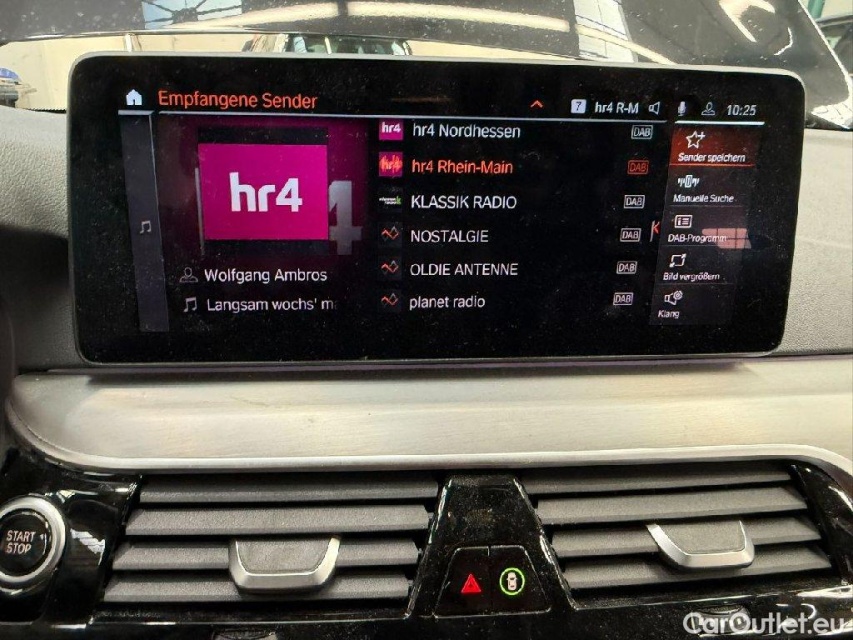 Empfangene Sender
7 hr4 R-M 10:25
hr4
4
Wolfgang Ambros
Langsam wochs' m
hr4 hr4 Nordhessen DAB
hr4 hr4 Rhein-Main DAB
KLASSIK RADIO DAB
NOSTALGIE DAB
OLDIE ANTENNE DAB
planet radio DAB
Sender speichern
Manuelle Suche
DAB-Programm
Bild vergrößern
Klang
START
STOP
CarOutlet.eu